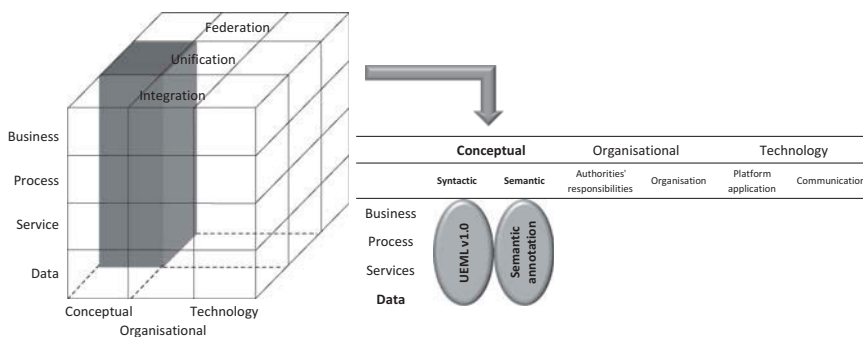 Federation
Unification
Integration
Business
Process
Service
Data
Conceptual
Organisational
Technology
Conceptual Organisational Technology
Syntactic Semantic Authorities' responsibilities Organisation Platform application Communication
Business
Process
Services
Data
UEML v1.0
Semantic annotation